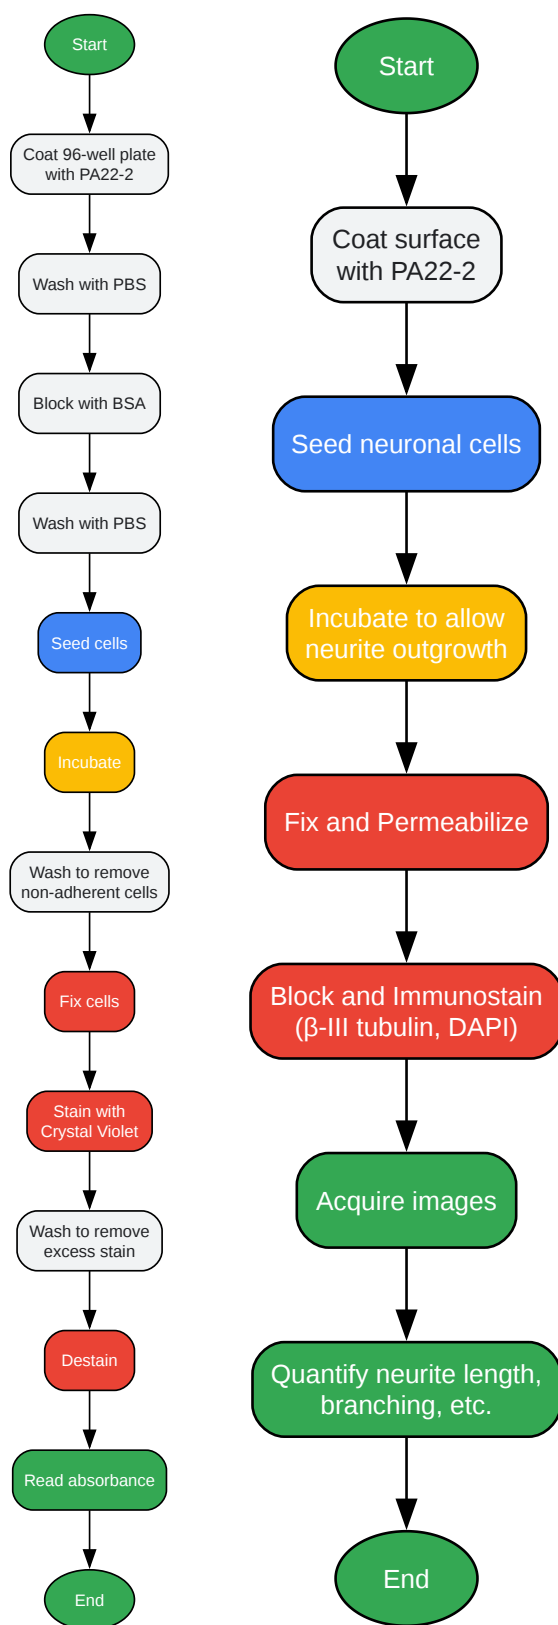 Start
Coat 96-well plate
with PA22-2
Wash with PBS
Block with BSA
Wash with PBS
Seed cells
Incubate
Wash to remove
non-adherent cells
Fix cells
Stain with
Crystal Violet
Wash to remove
excess stain
Destain
Read absorbance
End
Start
Coat surface
with PA22-2
Seed neuronal cells
Incubate to allow
neurite outgrowth
Fix and Permeabilize
Block and Immunostain
(β-III tubulin, DAPI)
Acquire images
Quantify neurite length,
branching, etc.
End